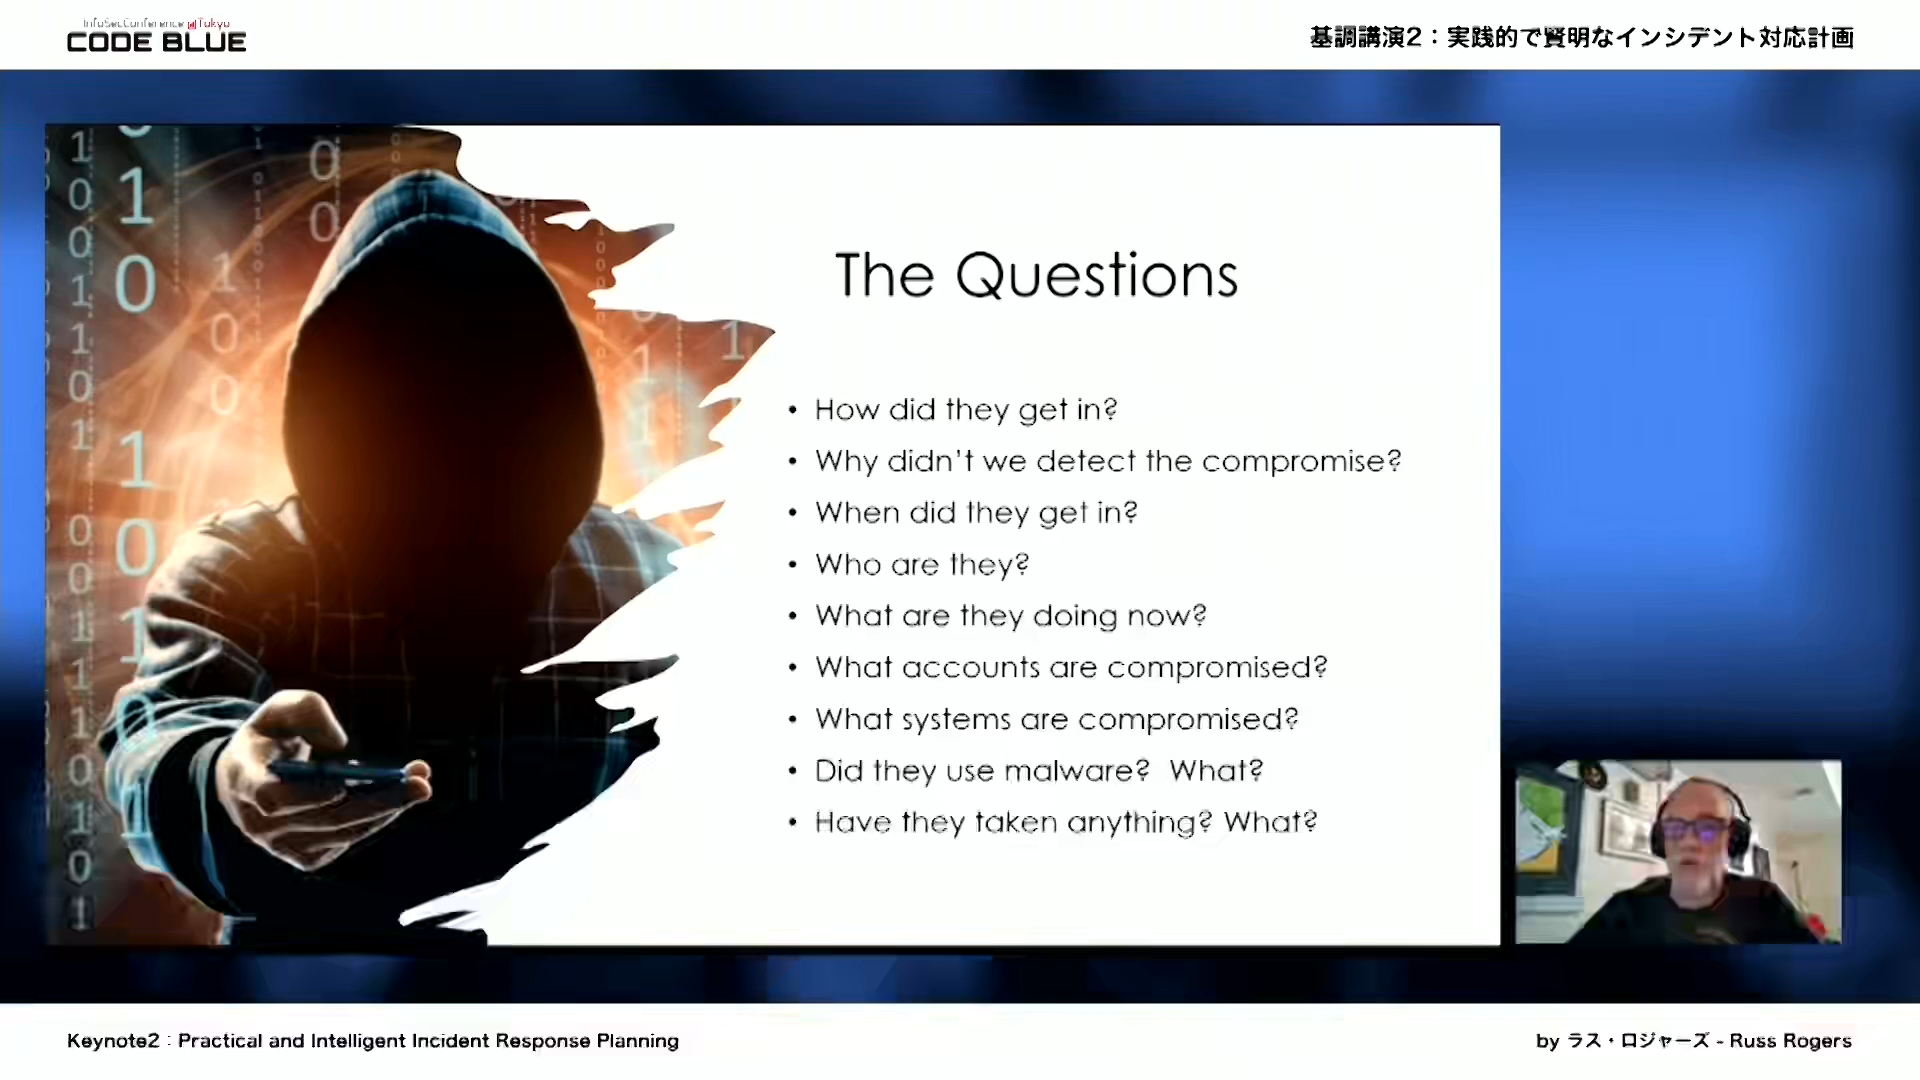 InfoSecConference @Tokyo
CODE BLUE
基調講演2：実践的で賢明なインシデント対応計画
The Questions
• How did they get in?
• Why didn't we detect the compromise?
• When did they get in?
• Who are they?
• What are they doing now?
• What accounts are compromised?
• What systems are compromised?
• Did they use malware?  What?
• Have they taken anything? What?
Keynote2 : Practical and Intelligent Incident Response Planning
by ラス・ロジャーズ - Russ Rogers